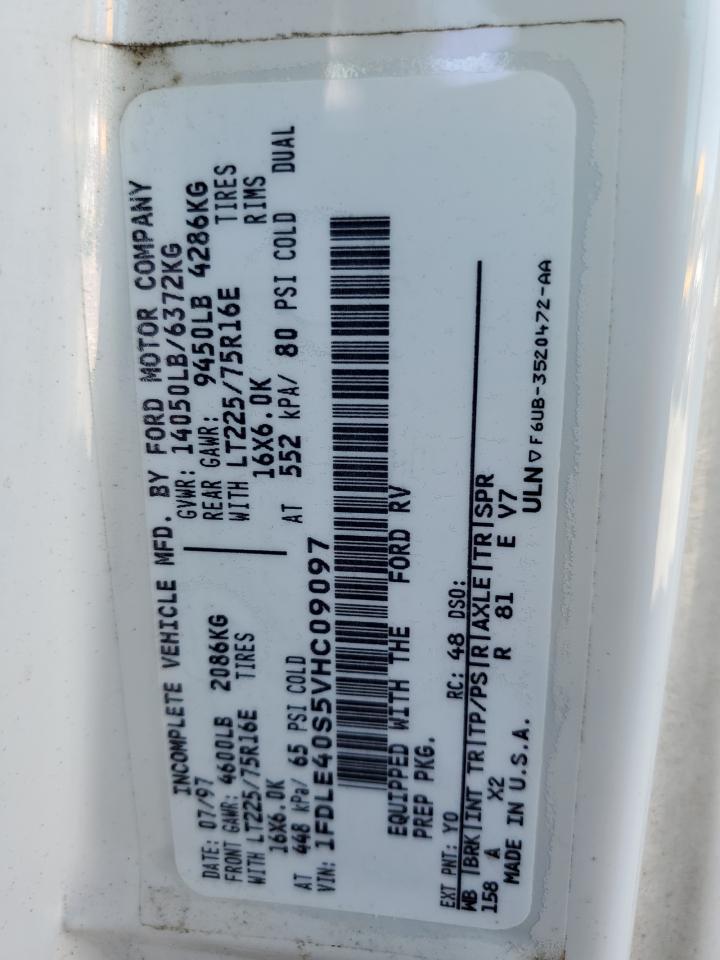 INCOMPLETE VEHICLE MFD. BY FORD MOTOR COMPANY
DATE: 07/97 GVWR: 14050LB/6372KG
FRONT GAWR: 4600LB 2086KG REAR GAWR: 9450LB 4286KG
WITH LT225/75R16E TIRES WITH LT225/75R16E TIRES
16X6.0K 16X6.0K RIMS
AT 448 kPa/ 65 PSI COLD AT 552 kPA/ 80 PSI COLD DUAL
VIN: 1FDLE40S5VHC09097
EQUIPPED WITH THE FORD RV
PREP PKG.
EXT PNT: YO RC: 48 DSO:
WB |BRK|INT TR|TP/PS|R|AXLE|TR|SPR
158 A X2 R 81 E V7
MADE IN U.S.A. ULN ▽ F6UB-3520472-AA